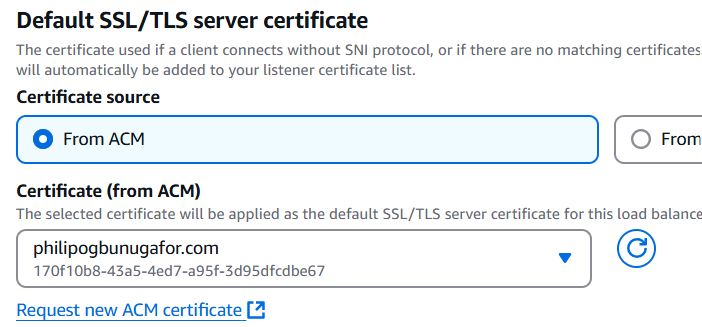 Default SSL/TLS server certificate
The certificate used if a client connects without SNI protocol, or if there are no matching certificates.
will automatically be added to your listener certificate list.
Certificate source
From ACM
From
Certificate (from ACM)
The selected certificate will be applied as the default SSL/TLS server certificate for this load balance
philipogbunugafor.com
170f10b8-43a5-4ed7-a95f-3d95dfcdbe67
Request new ACM certificate